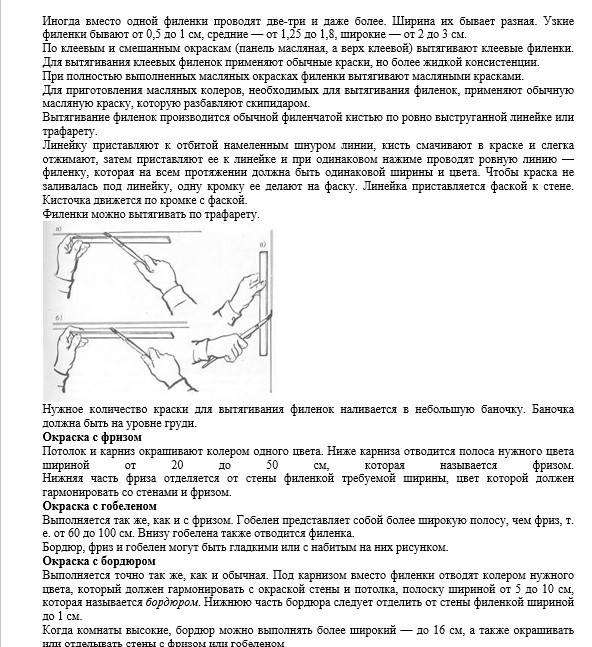 Иногда вместо одной филенки проводят две-три и даже более. Ширина их бывает разная. Узкие
филенки бывают от 0,5 до 1 см, средние — от 1,25 до 1,8, широкие — от 2 до 3 см.
По клеевым и смешанным окраскам (панель масляная, а верх клеевой) вытягивают клеевые филенки.
Для вытягивания клеевых филенок применяют обычные краски, но более жидкой консистенции.
При полностью выполненных масляных окрасках филенки вытягивают масляными красками.
Для приготовления масляных колеров, необходимых для вытягивания филенок, применяют обычную
масляную краску, которую разбавляют скипидаром.
Вытягивание филенок производится обычной филенчатой кистью по ровно выструганной линейке или
трафарету.
Линейку приставляют к отбитой намеленным шнуром линии, кисть смачивают в краске и слегка
отжимают, затем приставляют ее к линейке и при одинаковом нажиме проводят ровную линию —
филенку, которая на всем протяжении должна быть одинаковой ширины и цвета. Чтобы краска не
заливалась под линейку, одну кромку ее делают на фаску. Линейка приставляется фаской к стене.
Кисточка движется по кромке с фаской.
Филенки можно вытягивать по трафарету.
а)
в)
б)
Нужное количество краски для вытягивания филенок наливается в небольшую баночку. Баночка
должна быть на уровне груди.
Окраска с фризом
Потолок и карниз окрашивают колером одного цвета. Ниже карниза отводится полоса нужного цвета
шириной от 20 до 50 см, которая называется фризом.
Нижняя часть фриза отделяется от стены филенкой требуемой ширины, цвет которой должен
гармонировать со стенами и фризом.
Окраска с гобеленом
Выполняется так же, как и с фризом. Гобелен представляет собой более широкую полосу, чем фриз, т.
е. от 60 до 100 см. Внизу гобелена также отводится филенка.
Бордюр, фриз и гобелен могут быть гладкими или с набитым на них рисунком.
Окраска с бордюром
Выполняется точно так же, как и обычная. Под карнизом вместо филенки отводят колером нужного
цвета, который должен гармонировать с окраской стены и потолка, полоску шириной от 5 до 10 см,
которая называется бордюром. Нижнюю часть бордюра следует отделить от стены филенкой шириной
до 1 см.
Когда комнаты высокие, бордюр можно выполнять более широкий — до 16 см, а также окрашивать
или отделывать стены с фризом или гобеленом